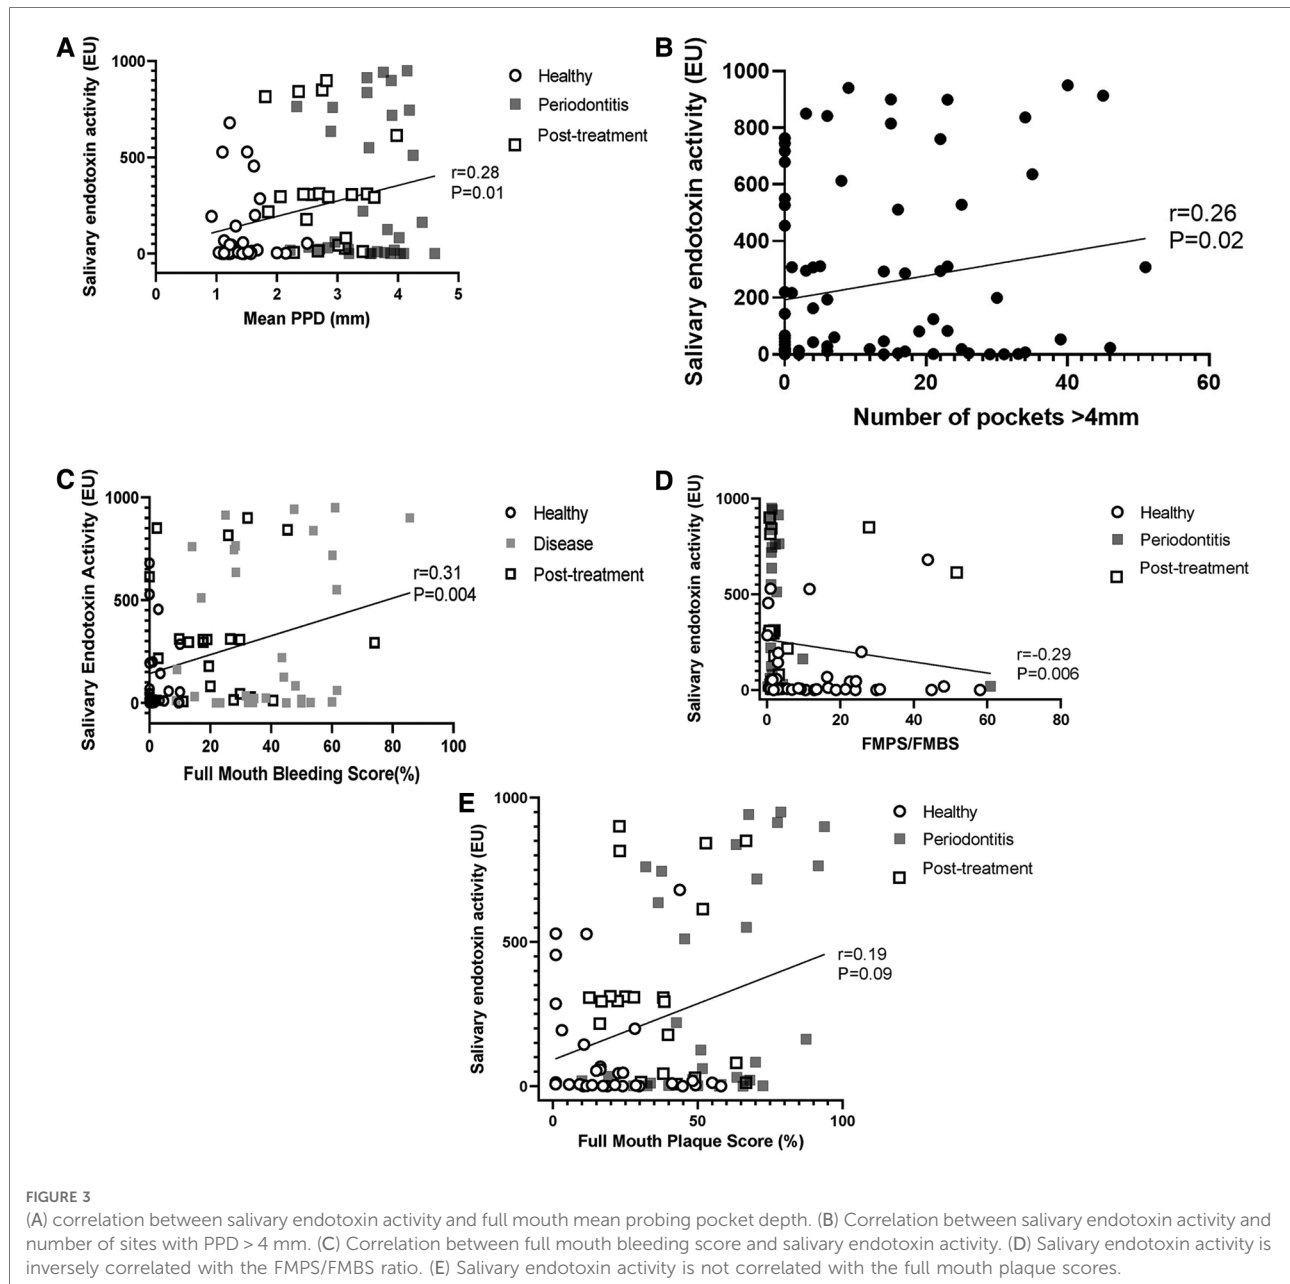 A
Salivary endotoxin activity (EU)
1000
500
0
0 1 2 3 4 5
Mean PPD (mm)
Healthy
Periodontitis
Post-treatment
r=0.28
P=0.01
B
Salivary endotoxin activity (EU)
1000
800
600
400
200
0
0 20 40 60
Number of pockets >4mm
r=0.26
P=0.02
C
Salivary Endotoxin Activity (EU)
1000
500
0
0 20 40 60 80 100
Full Mouth Bleeding Score(%)
Healthy
Disease
Post-treatment
r=0.31
P=0.004
D
Salivary endotoxin activity (EU)
1000
500
0
0 20 40 60 80
FMPS/FMBS
Healthy
Periodontitis
Post-treatment
r=-0.29
P=0.006
E
Salivary endotoxin activity (EU)
1000
500
0
0 50 100
Full Mouth Plaque Score (%)
Healthy
Periodontitis
Post-treatment
r=0.19
P=0.09
FIGURE 3
(A) correlation between salivary endotoxin activity and full mouth mean probing pocket depth. (B) Correlation between salivary endotoxin activity and
number of sites with PPD > 4 mm. (C) Correlation between full mouth bleeding score and salivary endotoxin activity. (D) Salivary endotoxin activity is
inversely correlated with the FMPS/FMBS ratio. (E) Salivary endotoxin activity is not correlated with the full mouth plaque scores.